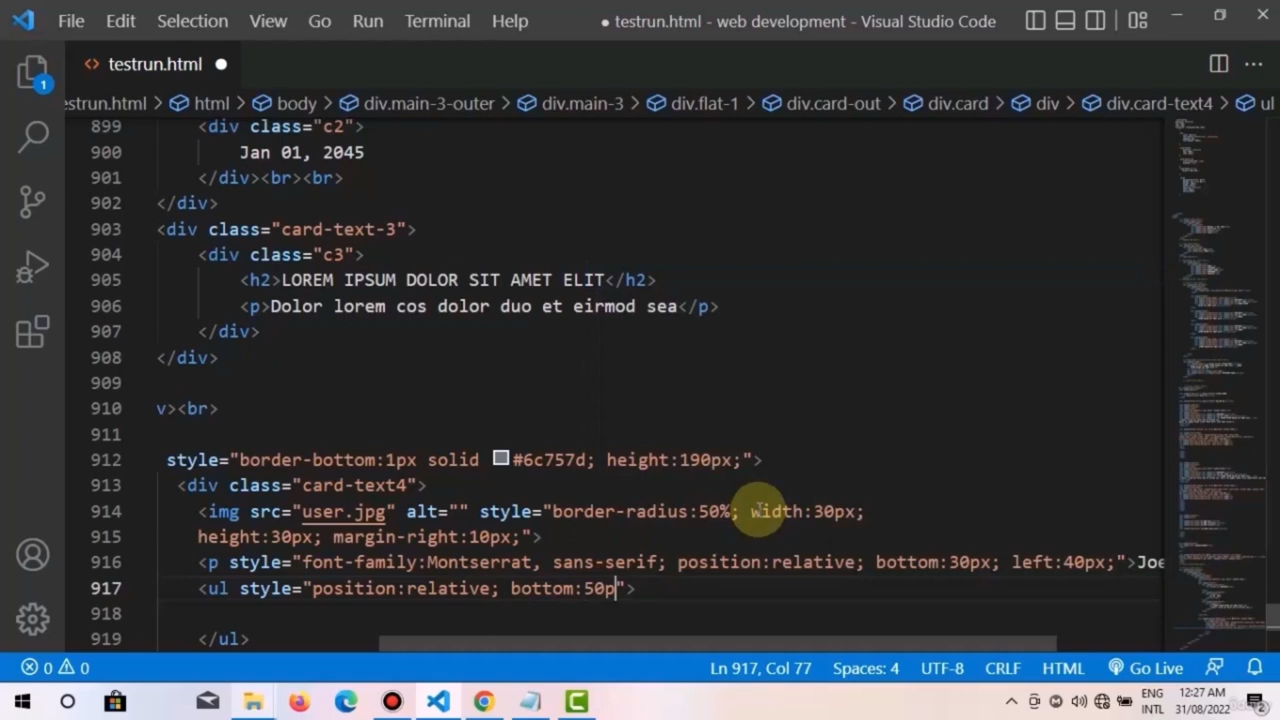 File Edit Selection View Go Run Terminal Help ● testrun.html - web development - Visual Studio Code
<> testrun.html ●
1
estrun.html > html > body > div.main-3-outer > div.main-3 > div.flat-1 > div.card-out > div.card > div > div.card-text4 > ul
899 <div class="c2">
900 Jan 01, 2045
901 </div><br><br>
902 </div>
903 <div class="card-text-3">
904 <div class="c3">
905 <h2>LOREM IPSUM DOLOR SIT AMET ELIT</h2>
906 <p>Dolor lorem cos dolor duo et eirmod sea</p>
907 </div>
908 </div>
909
910 v><br>
911
912 style="border-bottom:1px solid #6c757d; height:190px;">
913 <div class="card-text4">
914 <img src="user.jpg" alt="" style="border-radius:50%; width:30px;
915 height:30px; margin-right:10px;">
916 <p style="font-family:Montserrat, sans-serif; position:relative; bottom:30px; left:40px;">Joe
917 <ul style="position:relative; bottom:50p">
918
919 </ul>
0 0 Ln 917, Col 77 Spaces: 4 UTF-8 CRLF HTML Go Live
ENG 12:27 AM
INTL 31/08/2022 2